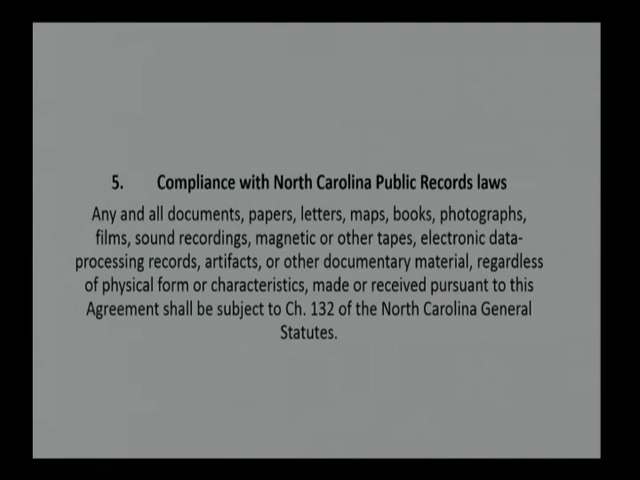 5. Compliance with North Carolina Public Records laws
Any and all documents, papers, letters, maps, books, photographs,
films, sound recordings, magnetic or other tapes, electronic data-
processing records, artifacts, or other documentary material, regardless
of physical form or characteristics, made or received pursuant to this
Agreement shall be subject to Ch. 132 of the North Carolina General
Statutes.